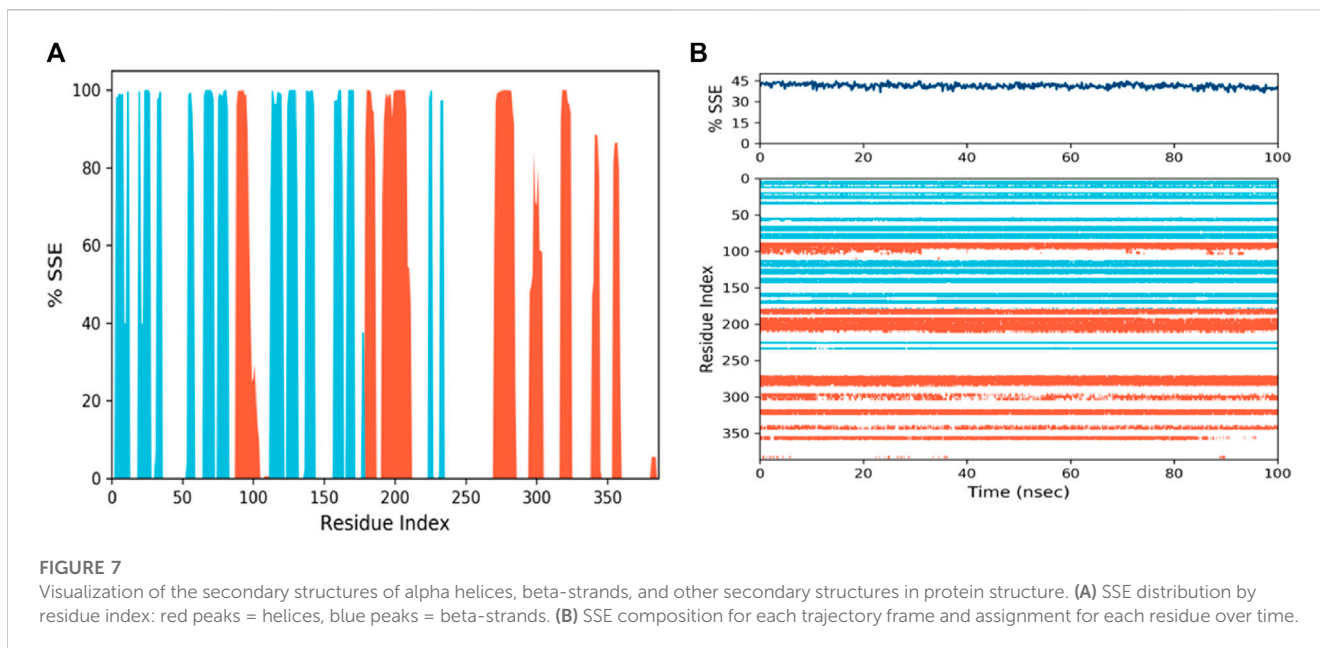 A
100
80
60
40
20
0
% SSE
0 50 100 150 200 250 300 350
Residue Index
B
45
30
15
0
% SSE
0 20 40 60 80 100
0
50
100
150
200
250
300
350
Residue Index
0 20 40 60 80 100
Time (nsec)
FIGURE 7
Visualization of the secondary structures of alpha helices, beta-strands, and other secondary structures in protein structure. (A) SSE distribution by
residue index: red peaks = helices, blue peaks = beta-strands. (B) SSE composition for each trajectory frame and assignment for each residue over time.